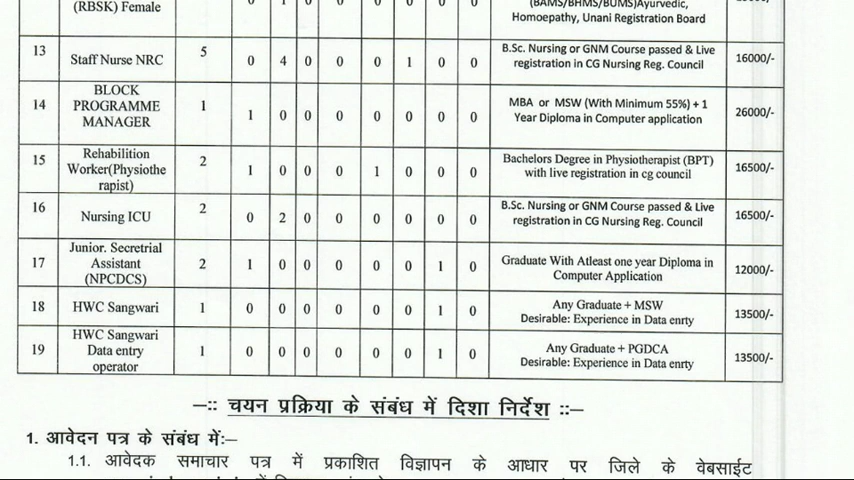 (RBSK) Female 0 1 0 0 0 0 0 0 (BAMS/BHMS/BUMS)Ayurvedic,
Homoepathy, Unani Registration Board
13 Staff Nurse NRC 5 0 4 0 0 0 1 0 0 B.Sc. Nursing or GNM Course passed & Live 16000/-
registration in CG Nursing Reg. Council
14 BLOCK
PROGRAMME
MANAGER 1 1 0 0 0 0 0 0 0 MBA or MSW (With Minimum 55%) + 1 26000/-
Year Diploma in Computer application
15 Rehabilition
Worker(Physiothe
rapist) 2 1 0 0 0 1 0 0 0 Bachelors Degree in Physiotherapist (BPT) 16500/-
with live registration in cg council
16 Nursing ICU 2 0 2 0 0 0 0 0 0 B.Sc. Nursing or GNM Course passed & Live 16500/-
registration in CG Nursing Reg. Council
17 Junior. Secretrial
Assistant
(NPCDCS) 2 1 0 0 0 0 0 1 0 Graduate With Atleast one year Diploma in 12000/-
Computer Application
18 HWC Sangwari 1 0 0 0 0 0 0 1 0 Any Graduate + MSW 13500/-
Desirable: Experience in Data enrty
19 HWC Sangwari
Data entry
operator 1 0 0 0 0 0 0 1 0 Any Graduate + PGDCA 13500/-
Desirable: Experience in Data enrty
–:: चयन प्रक्रिया के संबंध में दिशा निर्देश ::–
1. आवेदन पत्र के संबंध में:–
1.1. आवेदक समाचार पत्र में प्रकाशित विज्ञापन के आधार पर जिले के वेबसाईट